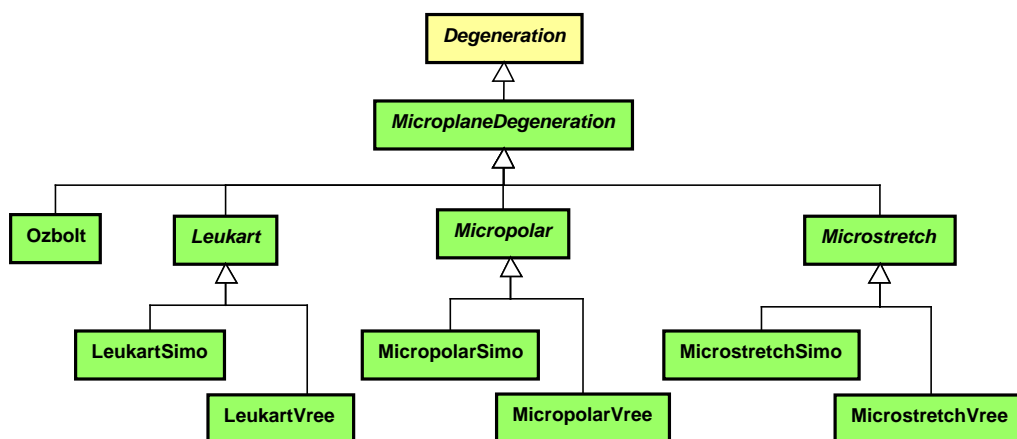 Degeneration
MicroplaneDegeneration
Ozbolt
Leukart
Micropolar
Microstretch
LeukartSimo
MicropolarSimo
MicrostretchSimo
LeukartVree
MicropolarVree
MicrostretchVree